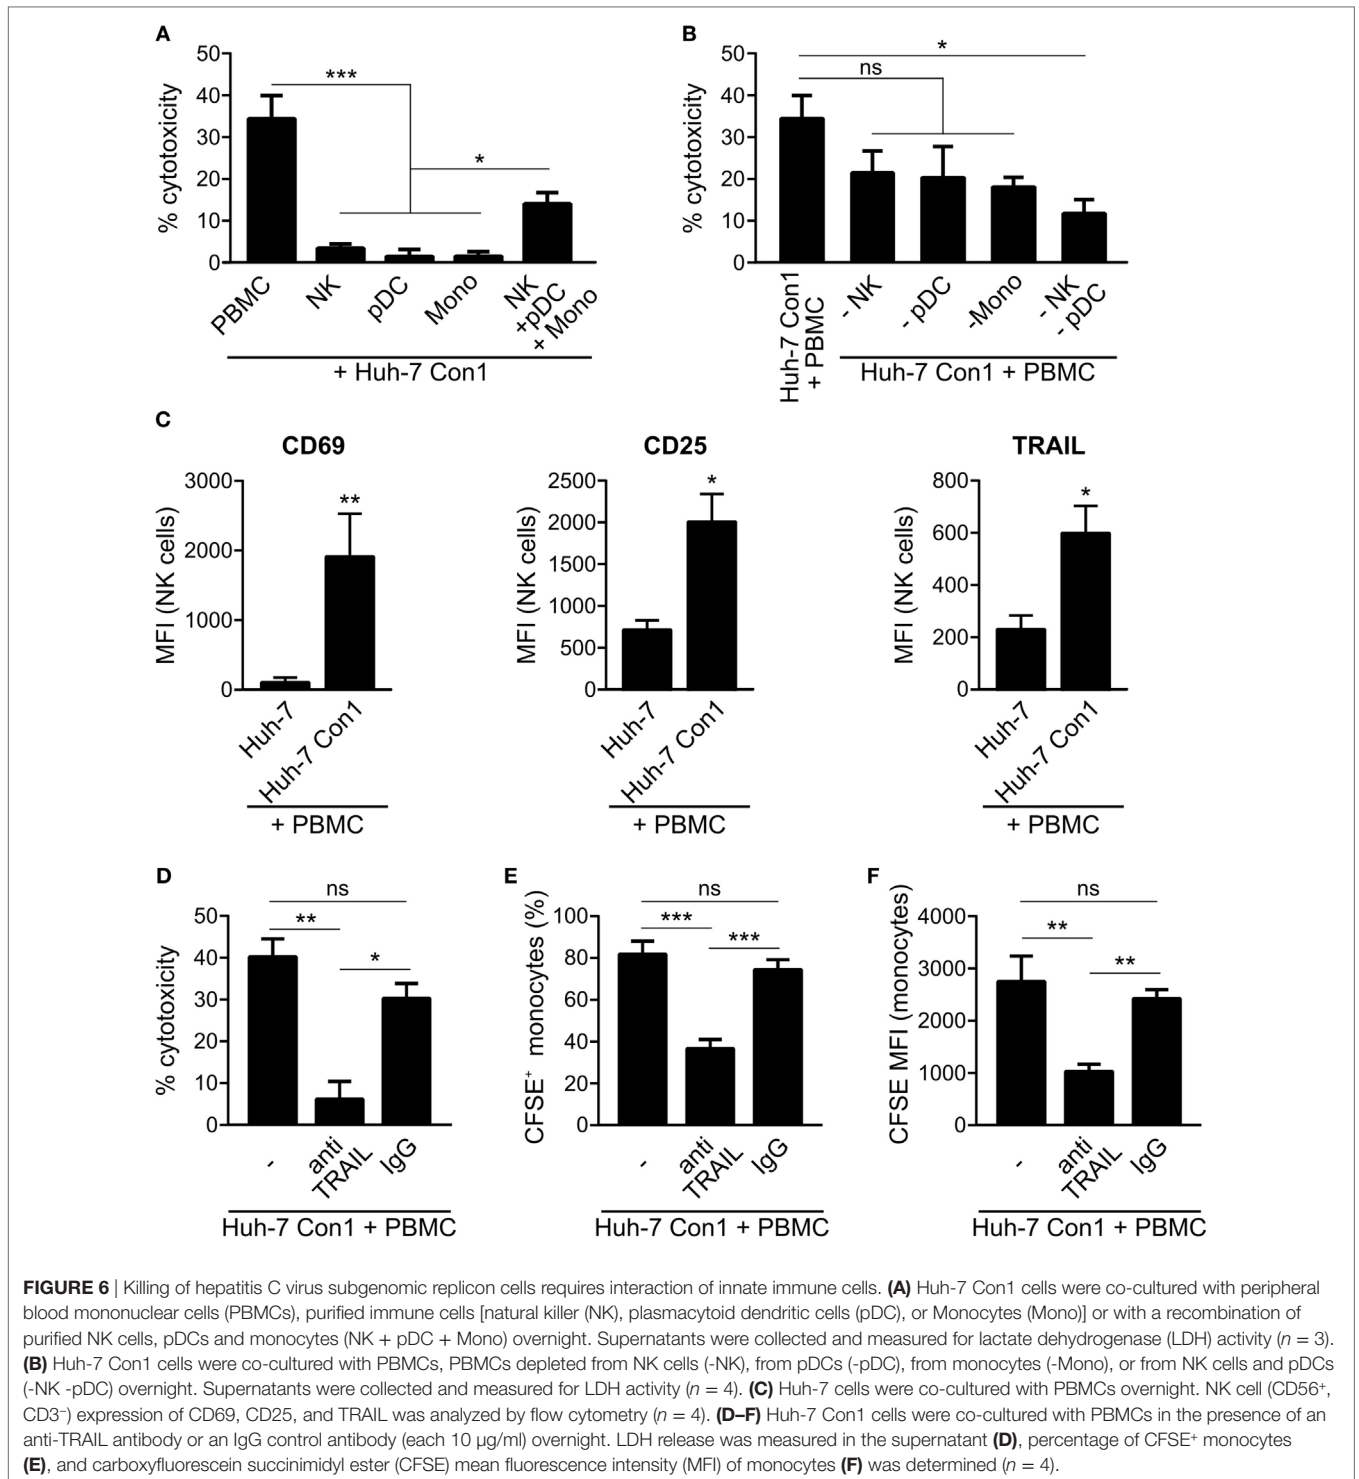 A
% cytotoxicity
50
40
30
20
10
0
***
*
PBMC
NK
pDC
Mono
NK
+pDC
+ Mono
+ Huh-7 Con1
B
% cytotoxicity
50
40
30
20
10
0
*
ns
Huh-7 Con1
+ PBMC
- NK
- pDC
-Mono
- NK
- pDC
Huh-7 Con1 + PBMC
C
CD69
MFI (NK cells)
3000
2000
1000
0
**
Huh-7
Huh-7 Con1
+ PBMC
CD25
MFI (NK cells)
2500
2000
1500
1000
500
0
*
Huh-7
Huh-7 Con1
+ PBMC
TRAIL
MFI (NK cells)
800
600
400
200
0
*
Huh-7
Huh-7 Con1
+ PBMC
D
% cytotoxicity
50
40
30
20
10
0
ns
**
*
-
anti
TRAIL
IgG
Huh-7 Con1 + PBMC
E
CFSE⁺ monocytes (%)
100
80
60
40
20
0
ns
***
***
-
anti
TRAIL
IgG
Huh-7 Con1 + PBMC
F
CFSE MFI (monocytes)
4000
3000
2000
1000
0
ns
**
**
-
anti
TRAIL
IgG
Huh-7 Con1 + PBMC
FIGURE 6 | Killing of hepatitis C virus subgenomic replicon cells requires interaction of innate immune cells. (A) Huh-7 Con1 cells were co-cultured with peripheral
blood mononuclear cells (PBMCs), purified immune cells [natural killer (NK), plasmacytoid dendritic cells (pDC), or Monocytes (Mono)] or with a recombination of
purified NK cells, pDCs and monocytes (NK + pDC + Mono) overnight. Supernatants were collected and measured for lactate dehydrogenase (LDH) activity (n = 3).
(B) Huh-7 Con1 cells were co-cultured with PBMCs, PBMCs depleted from NK cells (-NK), from pDCs (-pDC), from monocytes (-Mono), or from NK cells and pDCs
(-NK -pDC) overnight. Supernatants were collected and measured for LDH activity (n = 4). (C) Huh-7 cells were co-cultured with PBMCs overnight. NK cell (CD56⁺,
CD3⁻) expression of CD69, CD25, and TRAIL was analyzed by flow cytometry (n = 4). (D–F) Huh-7 Con1 cells were co-cultured with PBMCs in the presence of an
anti-TRAIL antibody or an IgG control antibody (each 10 µg/ml) overnight. LDH release was measured in the supernatant (D), percentage of CFSE⁺ monocytes
(E), and carboxyfluorescein succinimidyl ester (CFSE) mean fluorescence intensity (MFI) of monocytes (F) was determined (n = 4).